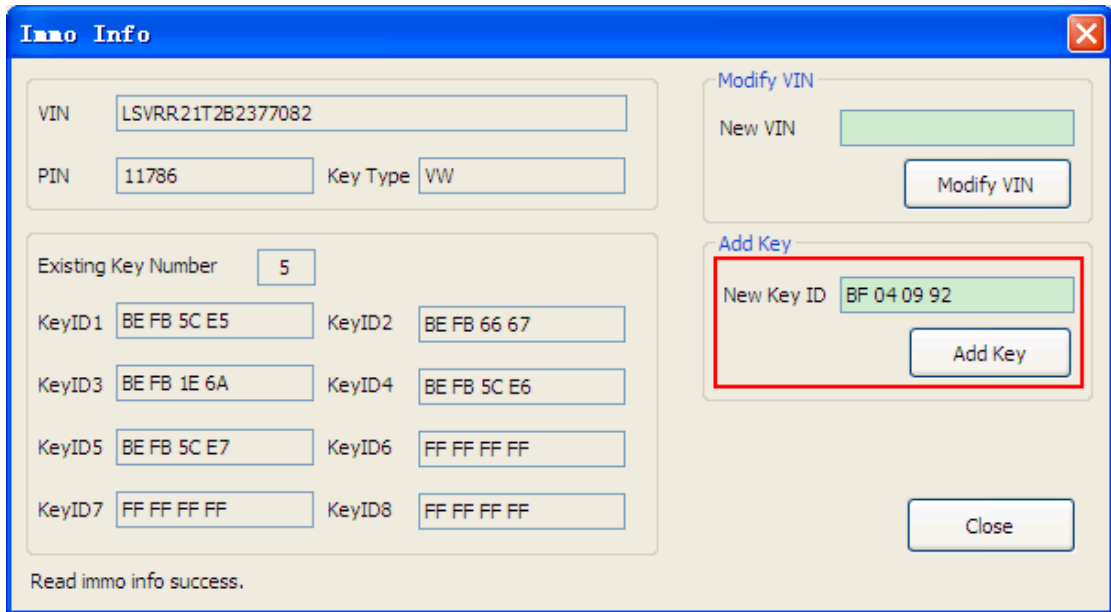 Immo Info
VIN LSVRR21T2B2377082
PIN 11786 Key Type VW
Existing Key Number 5
KeyID1 BE FB 5C E5 KeyID2 BE FB 66 67
KeyID3 BE FB 1E 6A KeyID4 BE FB 5C E6
KeyID5 BE FB 5C E7 KeyID6 FF FF FF FF
KeyID7 FF FF FF FF KeyID8 FF FF FF FF
Read immo info success.
Modify VIN
New VIN
Modify VIN
Add Key
New Key ID BF 04 09 92
Add Key
Close